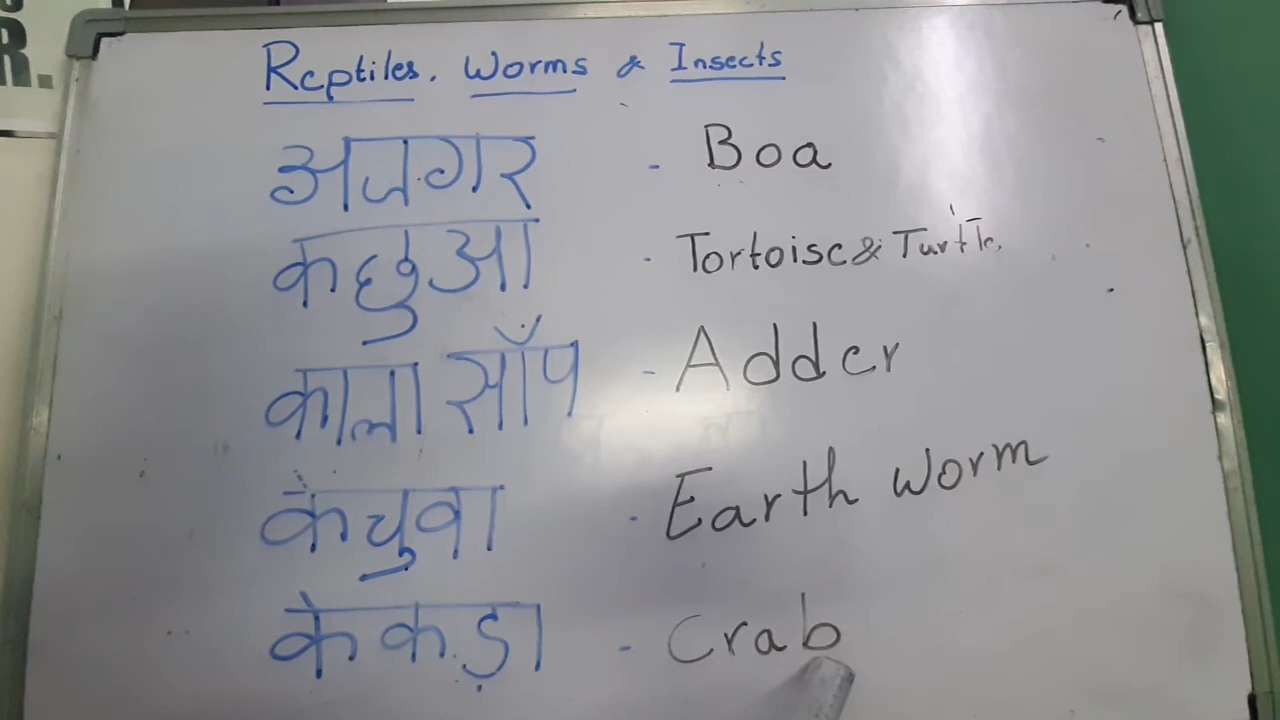 R.
Reptiles, Worms & Insects
अजगर - Boa
कछुआ - Tortoise & Turtle
काला साँप - Adder
केंचुवा - Earth worm
केकड़ा - Crab